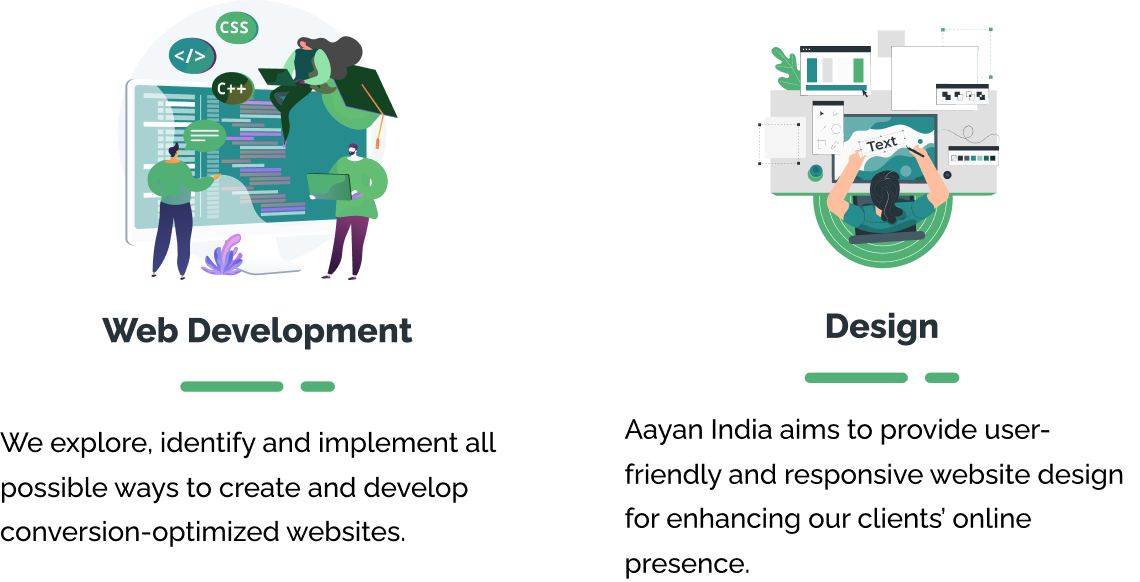 CSS
</>
C++
Text
Web Development
We explore, identify and implement all
possible ways to create and develop
conversion-optimized websites.
Design
Aayan India aims to provide user-
friendly and responsive website design
for enhancing our clients’ online
presence.